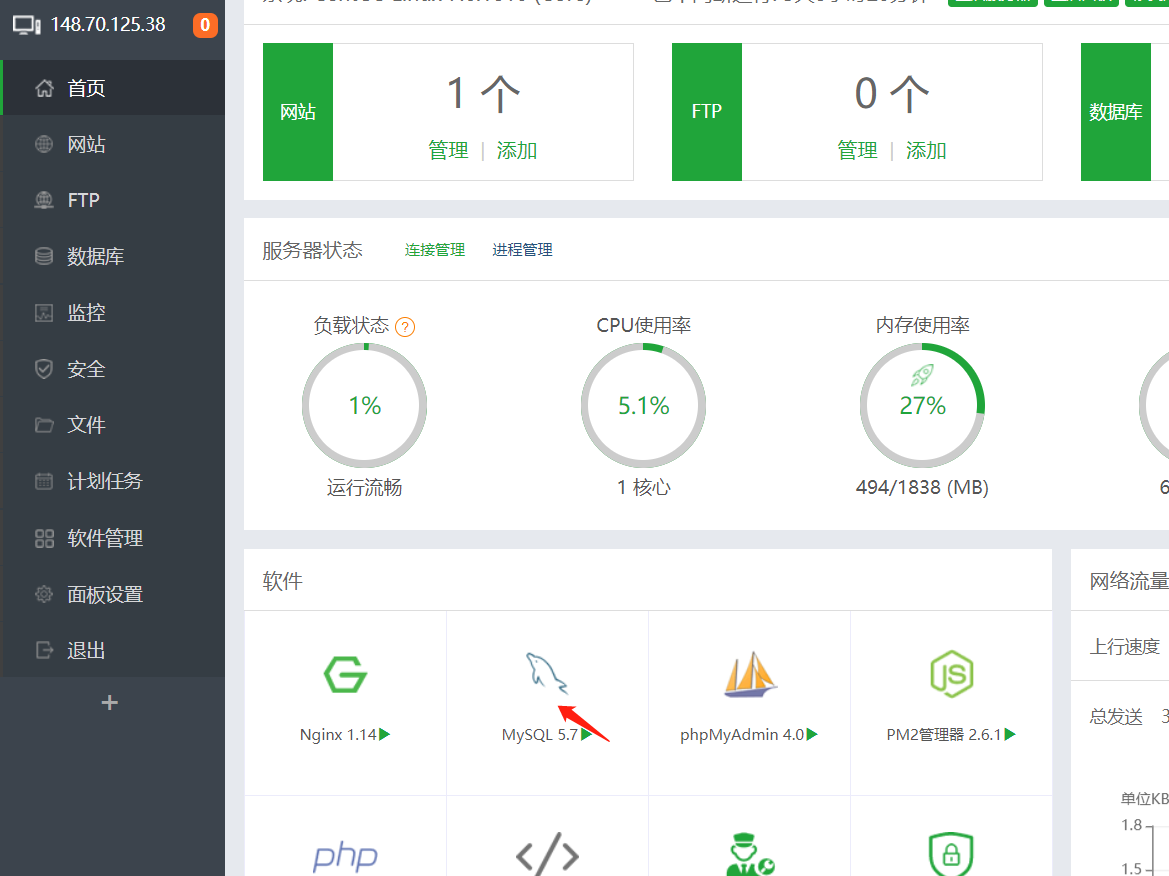 148.70.125.38
0
首页
网站
FTP
数据库
监控
安全
文件
计划任务
软件管理
面板设置
退出
+
网站
1 个
管理 | 添加
FTP
0 个
管理 | 添加
数据库
服务器状态 连接管理 进程管理
负载状态 ?
1%
运行流畅
CPU使用率
5.1%
1 核心
内存使用率
27%
494/1838 (MB)
6
软件
Nginx 1.14
MySQL 5.7
phpMyAdmin 4.0
JS
PM2管理器 2.6.1
php
网络流量
上行速度
总发送 3
单位KB
1.8
1.5